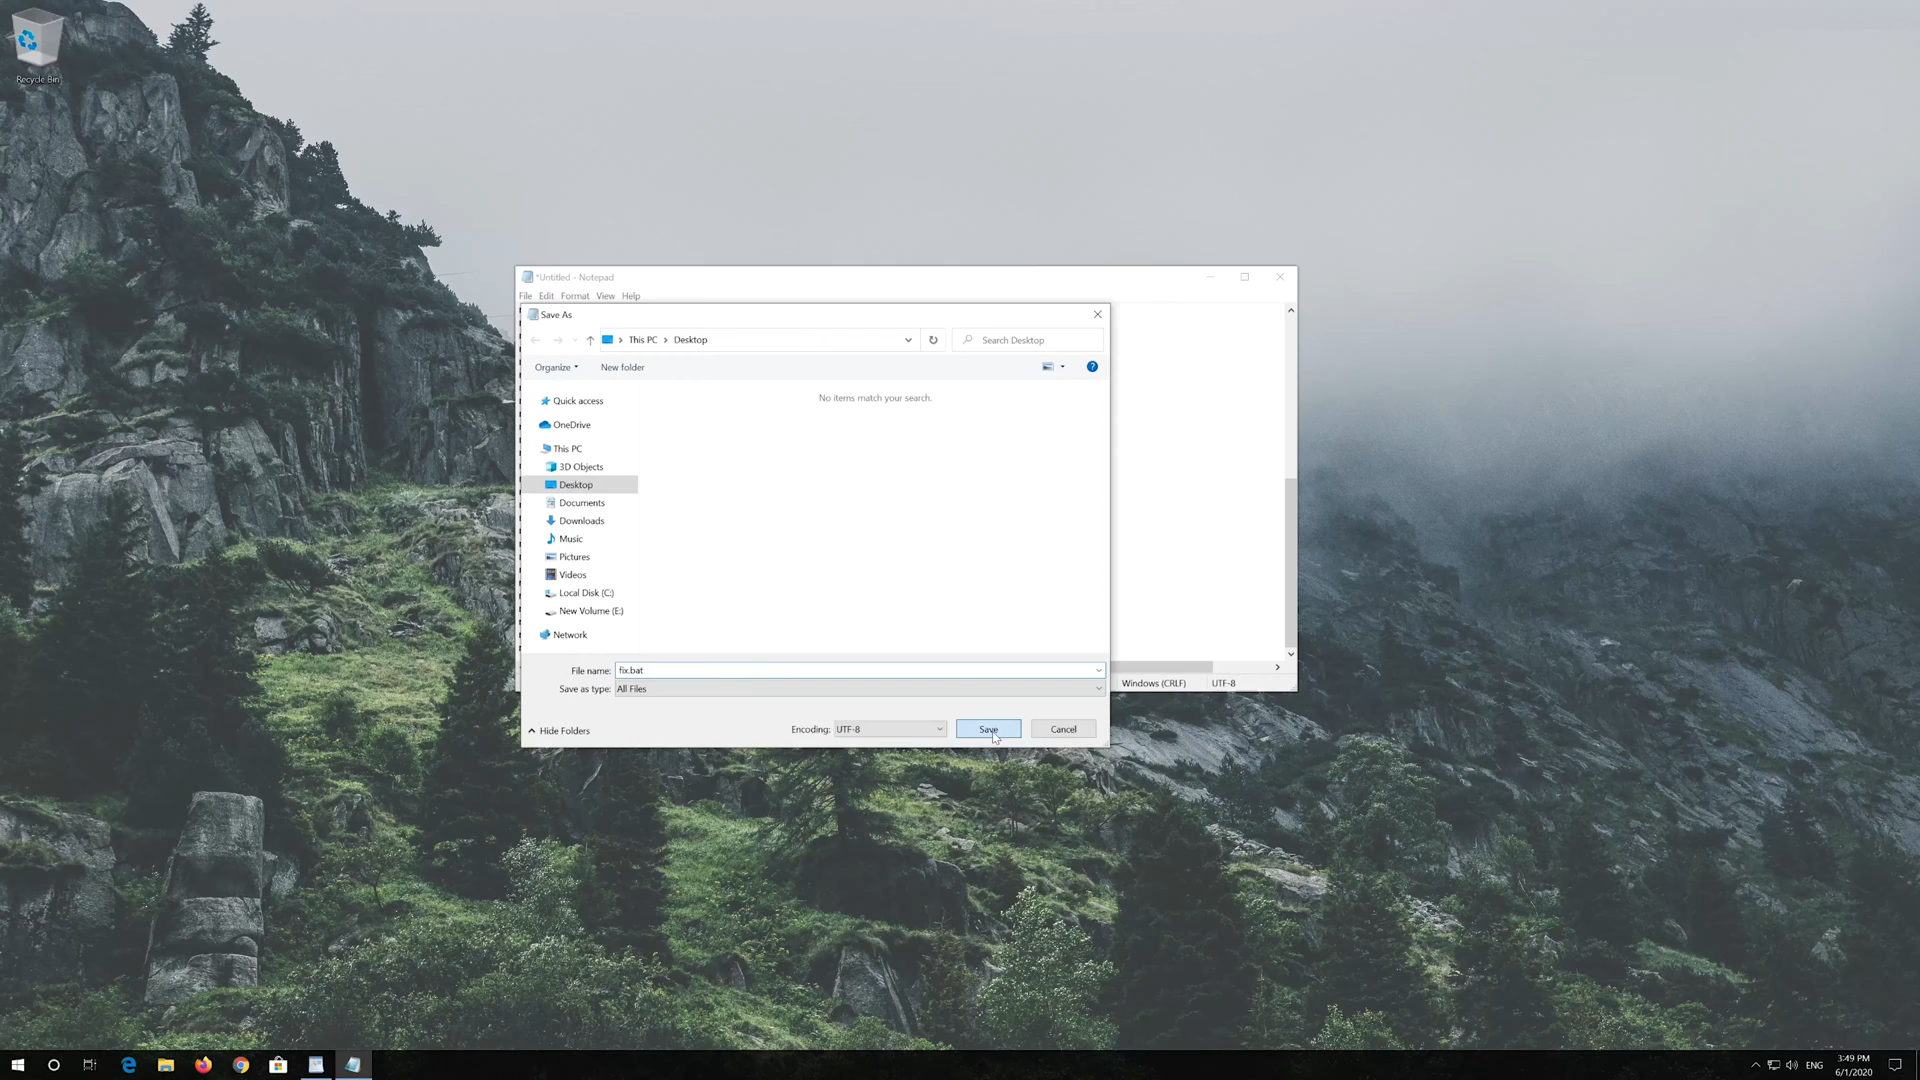 Recycle Bin
*Untitled - Notepad
File Edit Format View Help
Save As
This PC Desktop
Search Desktop
Organize New folder
No items match your search.
Quick access
OneDrive
This PC
3D Objects
Desktop
Documents
Downloads
Music
Pictures
Videos
Local Disk (C:)
New Volume (E:)
Network
File name: fix.bat
Save as type: All Files
Windows (CRLF) UTF-8
Hide Folders
Encoding: UTF-8
Save
Cancel
ENG
3:49 PM
6/1/2020